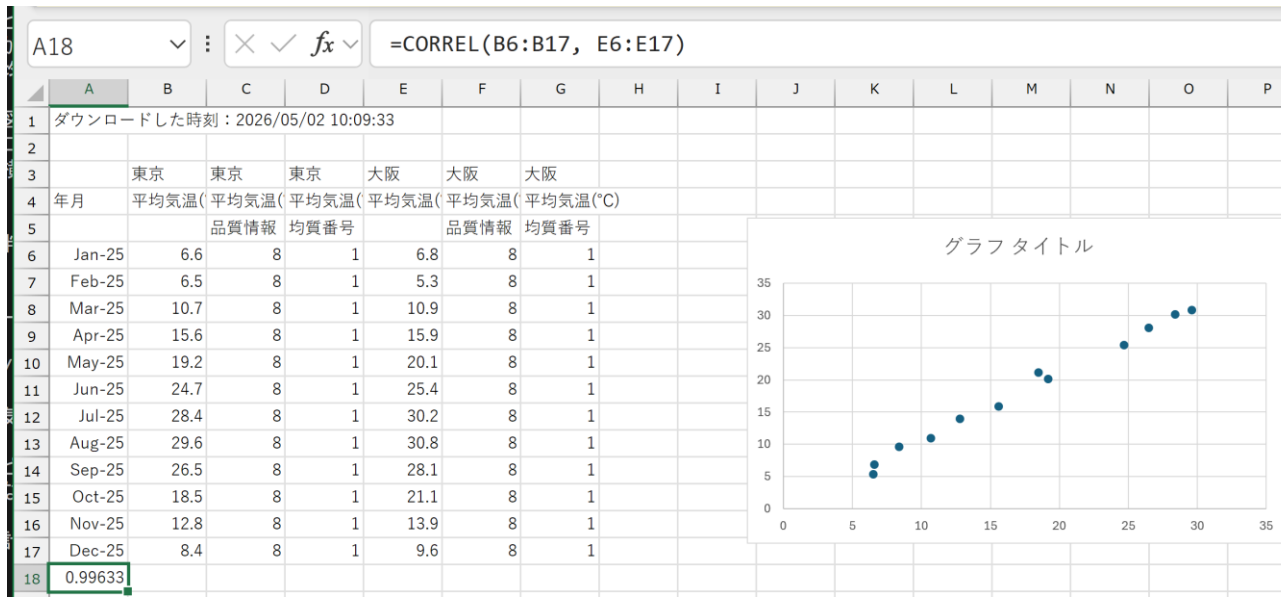 A18 fx =CORREL(B6:B17, E6:E17)
A B C D E F G H I J K L M N O P
1 ダウンロードした時刻：2026/05/02 10:09:33
2
3 東京 東京 東京 大阪 大阪 大阪
4 年月 平均気温(° 平均気温(° 平均気温(° 平均気温(° 平均気温(° 平均気温(°C)
5 品質情報 均質番号 品質情報 均質番号
6 Jan-25 6.6 8 1 6.8 8 1
7 Feb-25 6.5 8 1 5.3 8 1
8 Mar-25 10.7 8 1 10.9 8 1
9 Apr-25 15.6 8 1 15.9 8 1
10 May-25 19.2 8 1 20.1 8 1
11 Jun-25 24.7 8 1 25.4 8 1
12 Jul-25 28.4 8 1 30.2 8 1
13 Aug-25 29.6 8 1 30.8 8 1
14 Sep-25 26.5 8 1 28.1 8 1
15 Oct-25 18.5 8 1 21.1 8 1
16 Nov-25 12.8 8 1 13.9 8 1
17 Dec-25 8.4 8 1 9.6 8 1
18 0.99633
グラフ タイトル
35
30
25
20
15
10
5
0
0 5 10 15 20 25 30 35